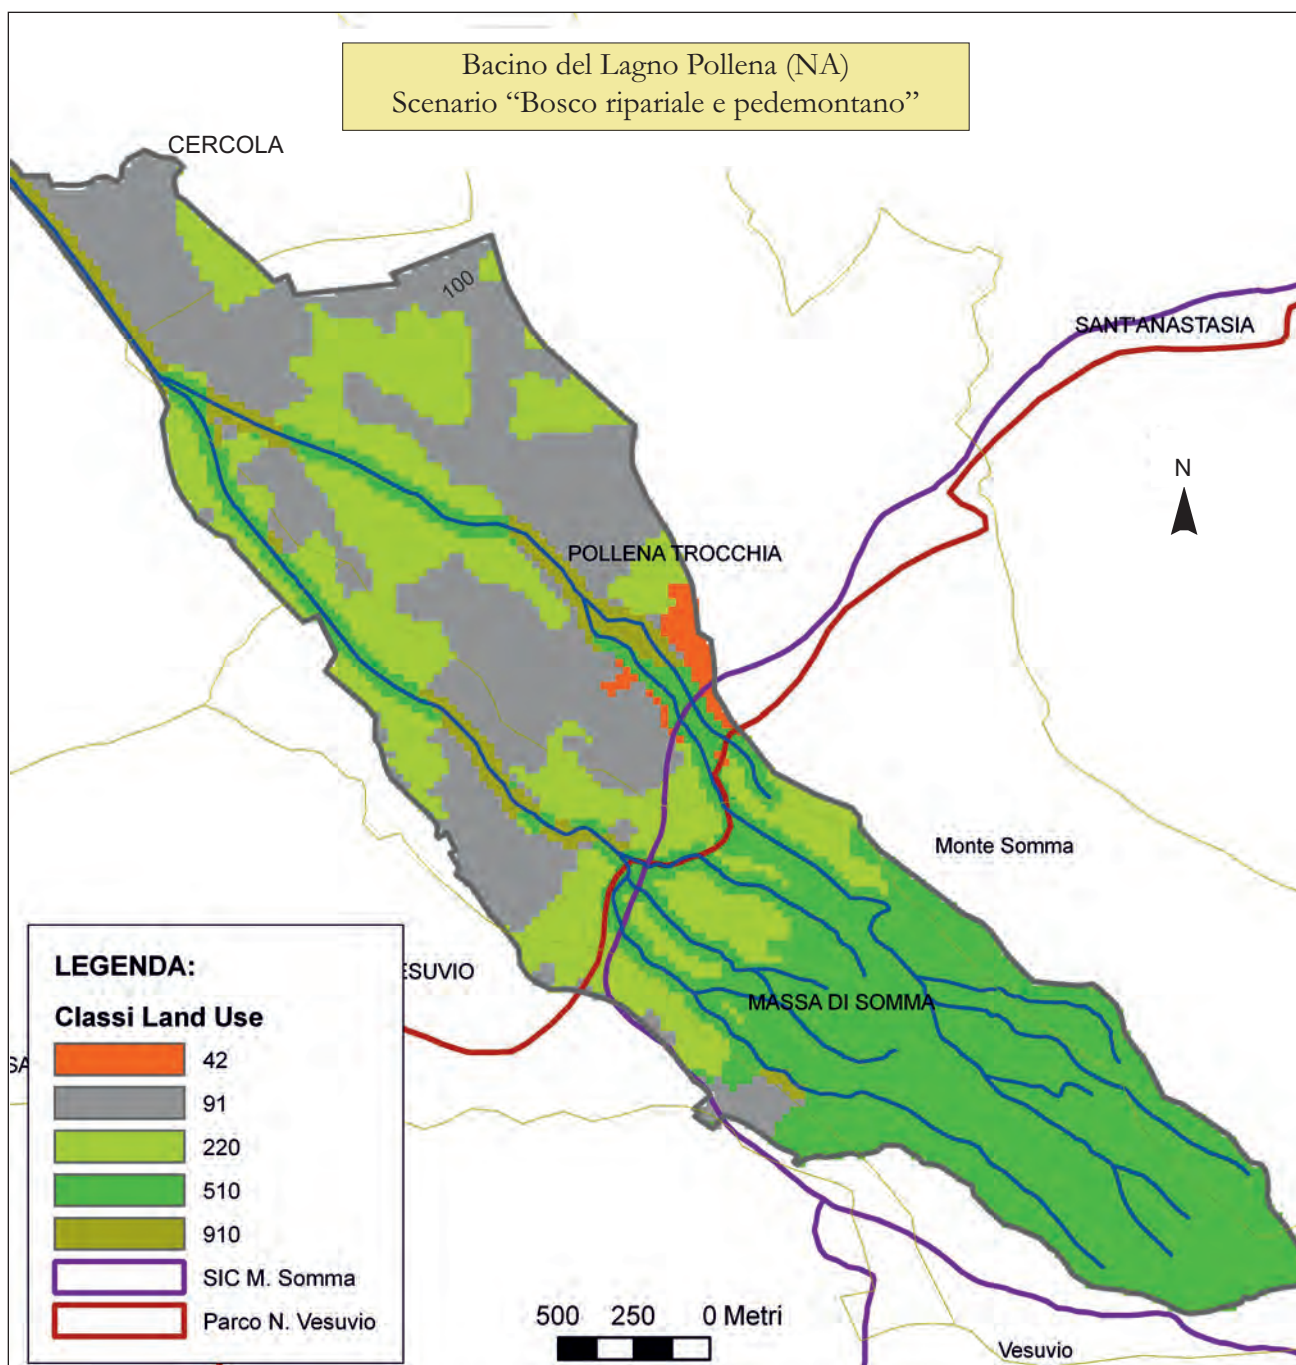 Bacino del Lagno Pollena (NA)
Scenario “Bosco ripariale e pedemontano”
CERCOLA
100
SANT'ANASTASIA
N
POLLENA TROCCHIA
Monte Somma
ESUVIO
MASSA DI SOMMA
SA
LEGENDA:
Classi Land Use
42
91
220
510
910
SIC M. Somma
Parco N. Vesuvio
500 250 0 Metri
Vesuvio